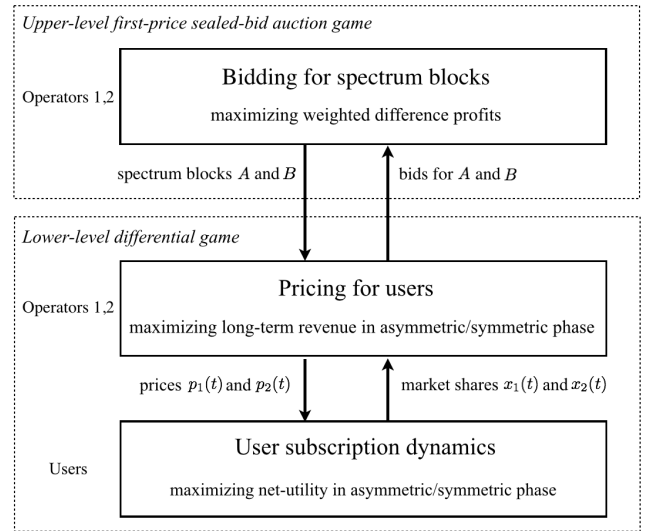 Upper-level first-price sealed-bid auction game
Bidding for spectrum blocks
Operators 1,2
maximizing weighted difference profits
spectrum blocks A and B
bids for A and B
Lower-level differential game
Pricing for users
Operators 1,2
maximizing long-term revenue in asymmetric/symmetric phase
prices p₁(t) and p₂(t)
market shares x₁(t) and x₂(t)
User subscription dynamics
Users
maximizing net-utility in asymmetric/symmetric phase